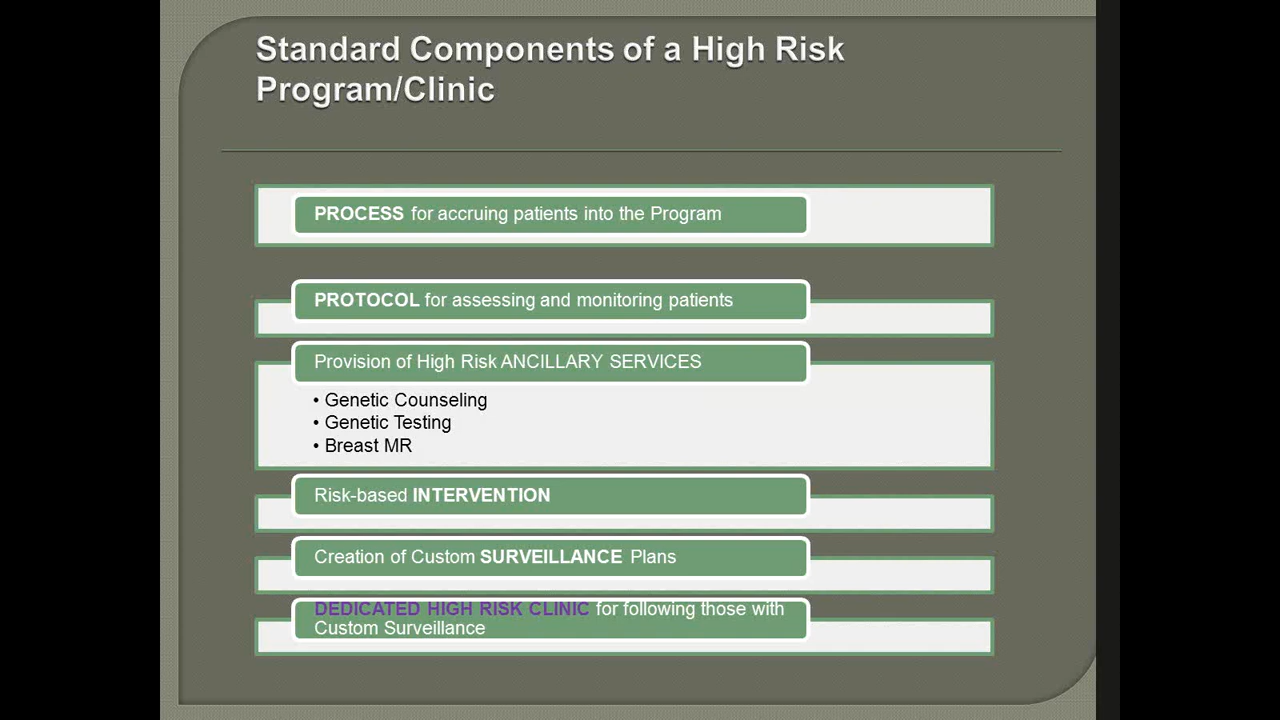 Standard Components of a High Risk
Program/Clinic
PROCESS for accruing patients into the Program
PROTOCOL for assessing and monitoring patients
Provision of High Risk ANCILLARY SERVICES
• Genetic Counseling
• Genetic Testing
• Breast MR
Risk-based INTERVENTION
Creation of Custom SURVEILLANCE Plans
DEDICATED HIGH RISK CLINIC for following those with
Custom Surveillance